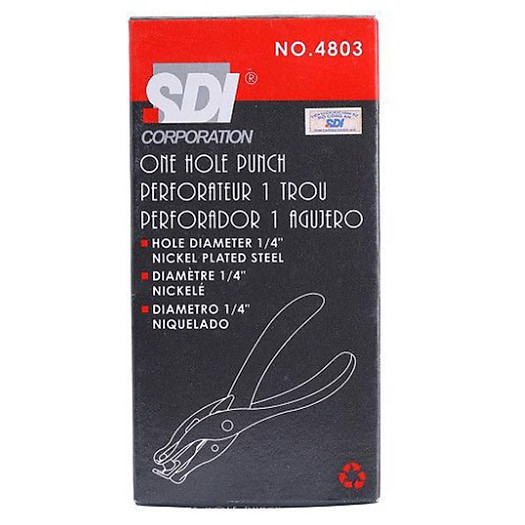 NO.4803
SDI ®
CORPORATION
SDI
ONE HOLE PUNCH
PERFORATEUR 1 TROU
PERFORADOR 1 AGUJERO
HOLE DIAMETER 1/4"
NICKEL PLATED STEEL
DIAMÈTRE 1/4"
NICKELÉ
DIAMETRO 1/4"
NIQUELADO